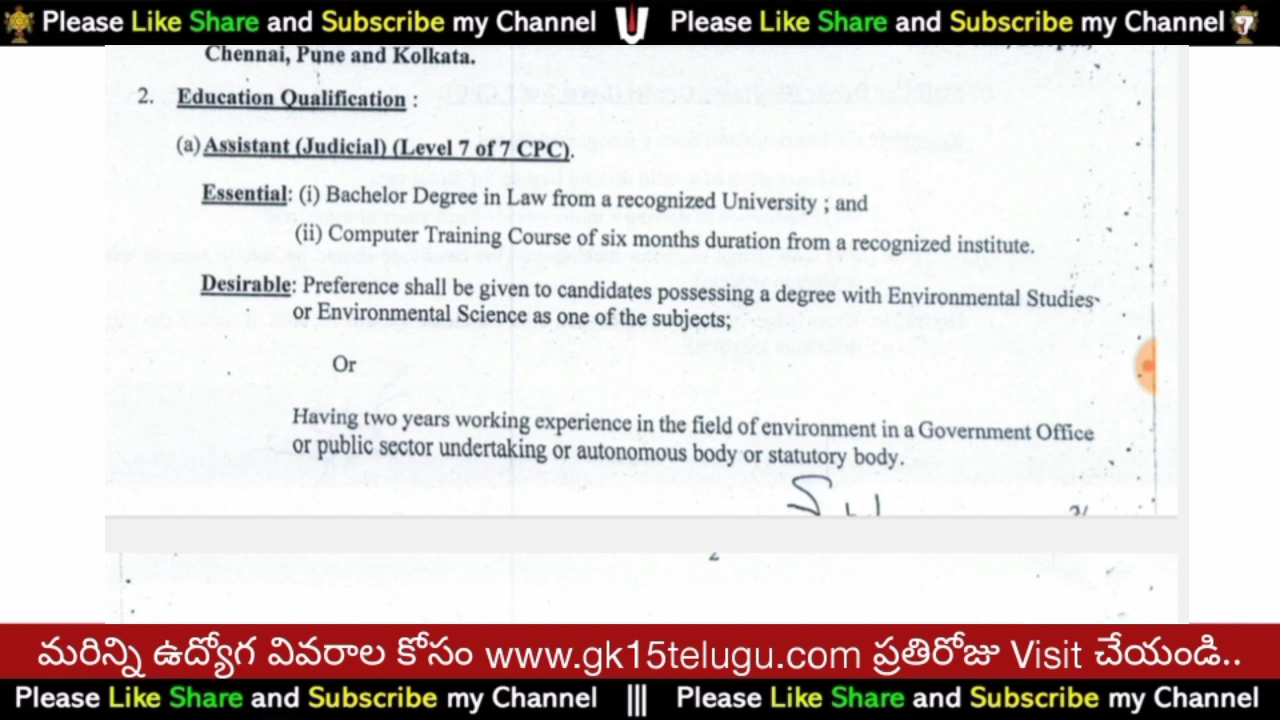 Please Like Share and Subscribe my Channel Please Like Share and Subscribe my Channel
Chennai, Pune and Kolkata.
2. Education Qualification :
(a) Assistant (Judicial) (Level 7 of 7 CPC).
Essential: (i) Bachelor Degree in Law from a recognized University ; and
(ii) Computer Training Course of six months duration from a recognized institute.
Desirable: Preference shall be given to candidates possessing a degree with Environmental Studies
or Environmental Science as one of the subjects;
Or
Having two years working experience in the field of environment in a Government Office
or public sector undertaking or autonomous body or statutory body.
మరిన్ని ఉద్యోగ వివరాల కోసం www.gk15telugu.com ప్రతిరోజు Visit చేయండి..
Please Like Share and Subscribe my Channel ||| Please Like Share and Subscribe my Channel